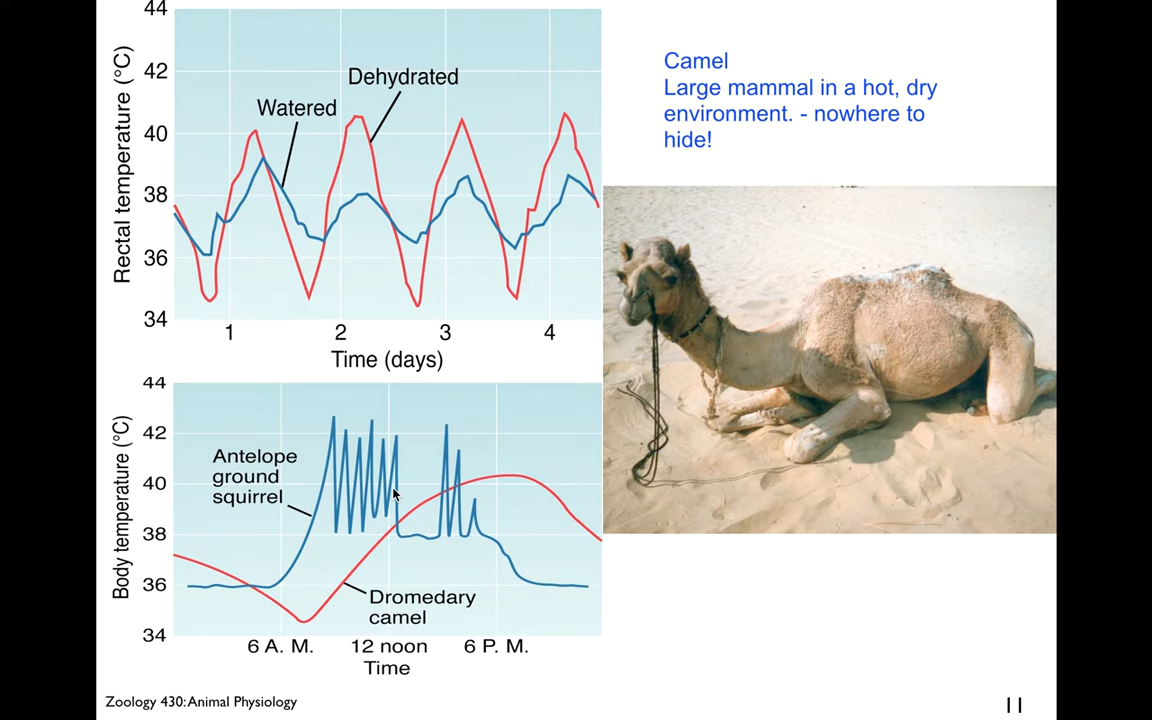 44
42
40
38
36
34
Rectal temperature (°C)
Watered
Dehydrated
1 2 3 4
Time (days)
Camel
Large mammal in a hot, dry
environment. - nowhere to
hide!
44
42
40
38
36
34
Body temperature (°C)
Antelope
ground
squirrel
Dromedary
camel
6 A. M. 12 noon 6 P. M.
Time
Zoology 430: Animal Physiology
11